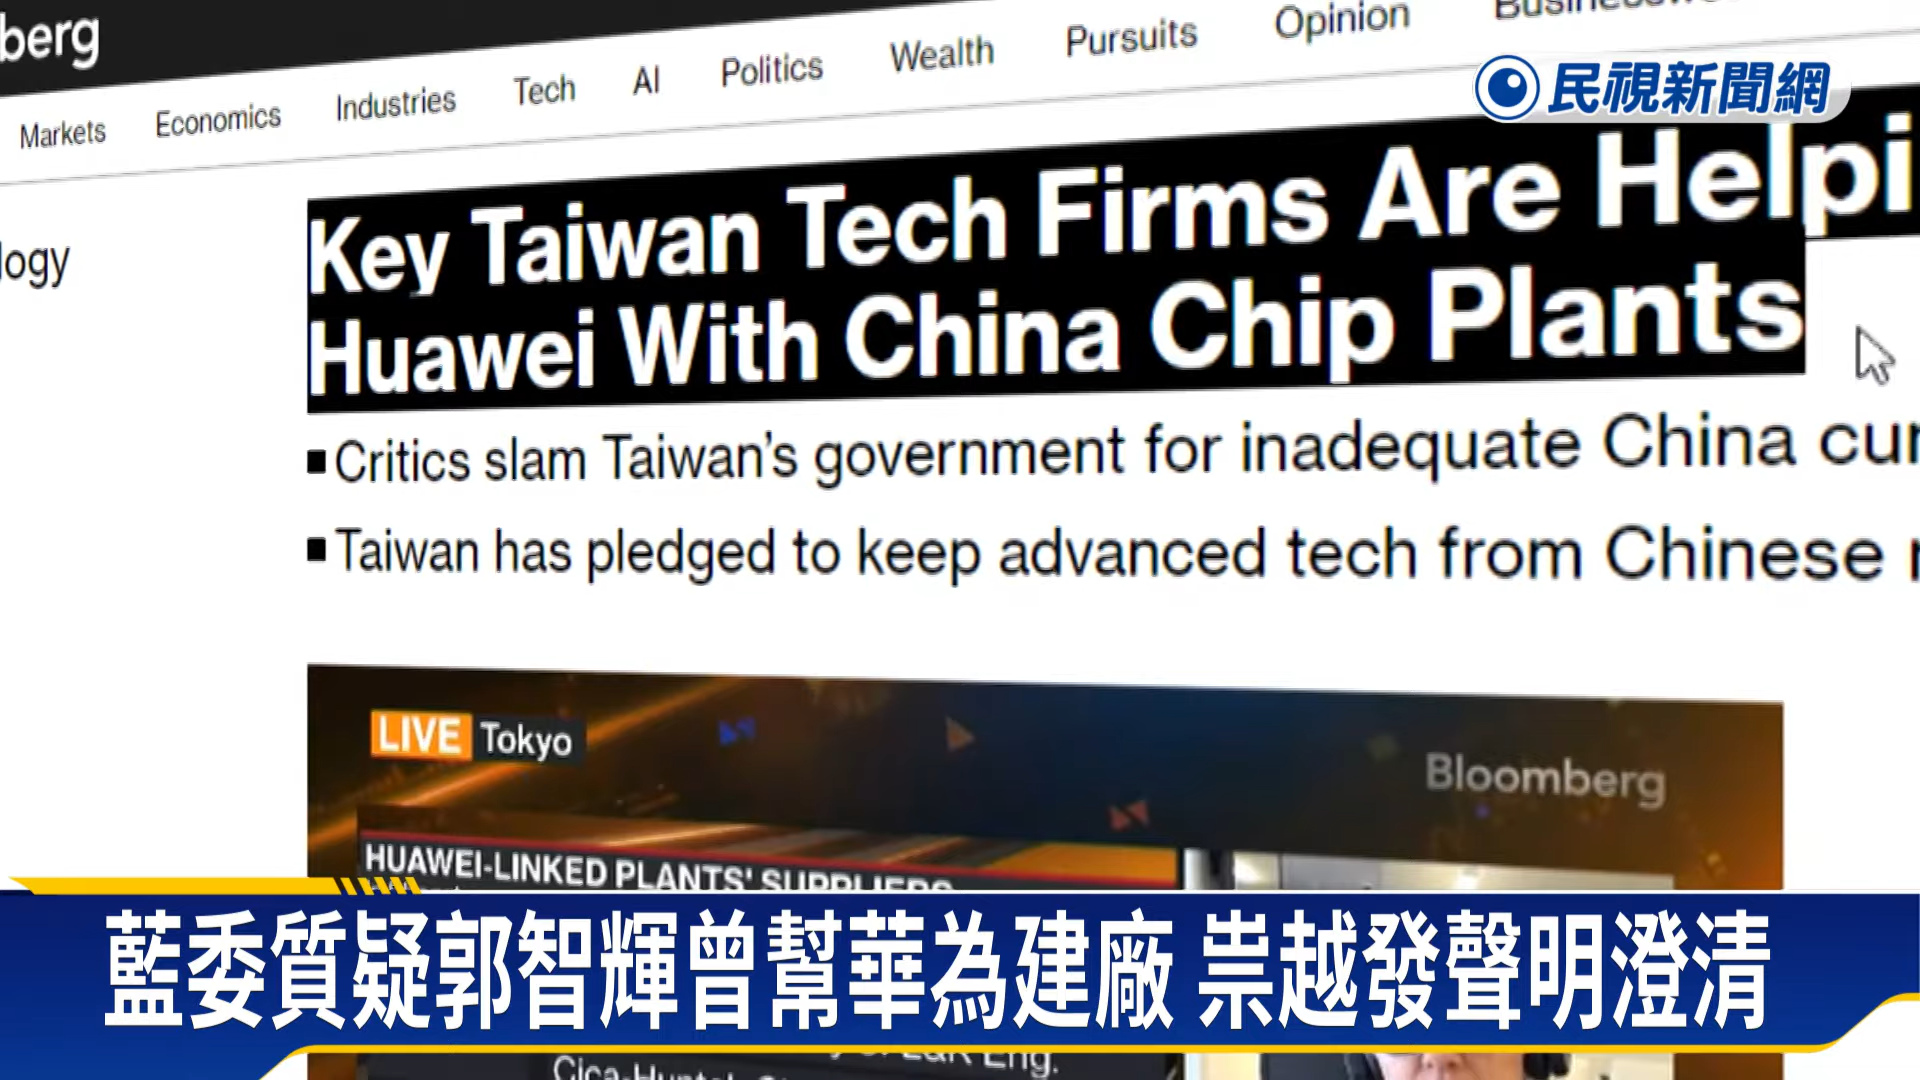 berg
Markets Economics Industries Tech AI Politics Wealth Pursuits Opinion
民視新聞網
logy
Key Taiwan Tech Firms Are Helpi
Huawei With China Chip Plants
Critics slam Taiwan's government for inadequate China cur
Taiwan has pledged to keep advanced tech from Chinese
LIVE Tokyo
Bloomberg
HUAWEI-LINKED PLANTS' SUPPLIERS
藍委質疑郭智輝曾幫華為建廠 崇越發聲明澄清
L&K Eng.